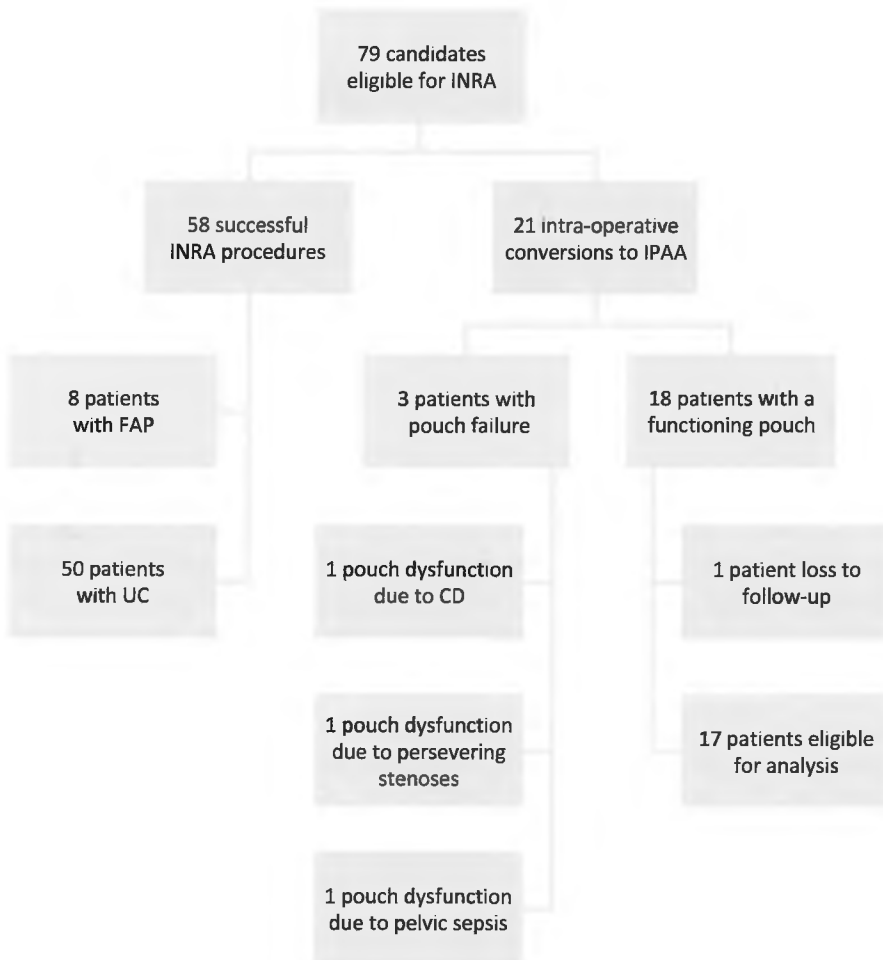 79 candidates
eligible for INRA
58 successful
INRA procedures
21 intra-operative
conversions to IPAA
8 patients
with FAP
3 patients with
pouch failure
18 patients with a
functioning pouch
50 patients
with UC
1 pouch dysfunction
due to CD
1 patient loss to
follow-up
1 pouch dysfunction
due to persevering
stenoses
17 patients eligible
for analysis
1 pouch dysfunction
due to pelvic sepsis